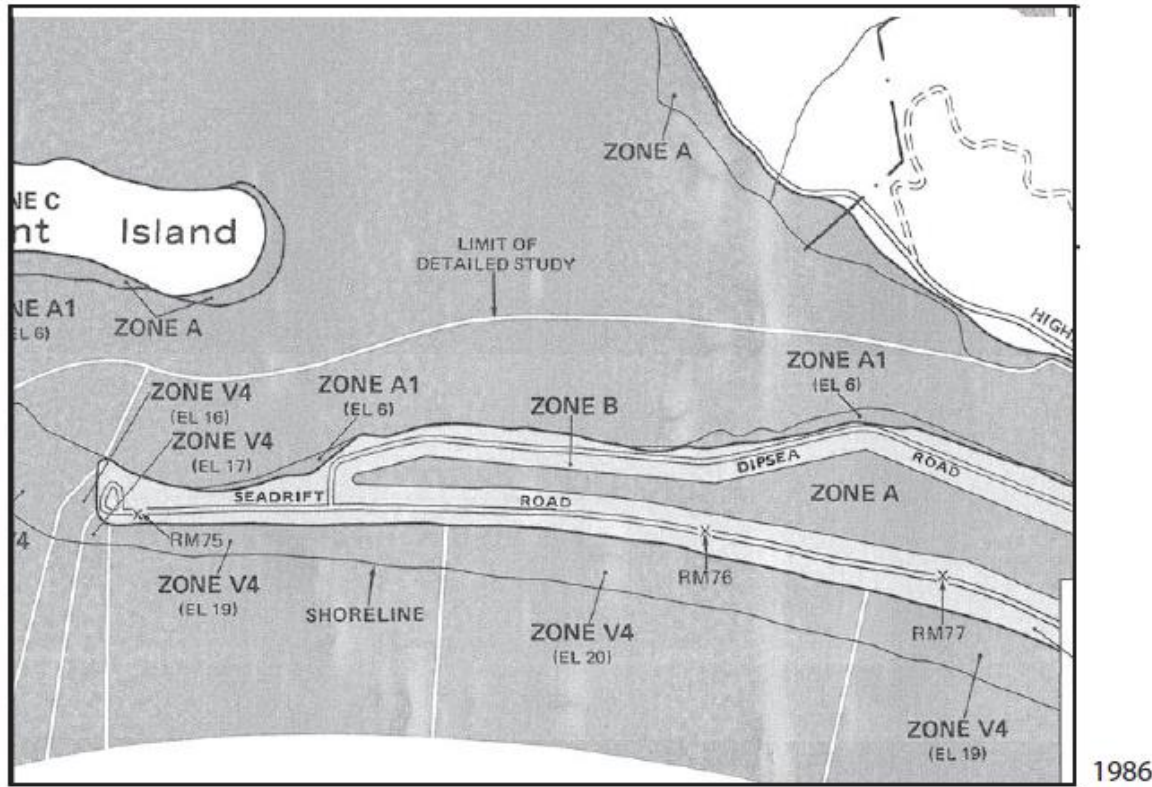 ZONE A
NE C
nt Island
LIMIT OF
DETAILED STUDY
NE A1
EL 6)
ZONE A
HIGH
ZONE V4
(EL 16)
ZONE A1
(EL 6)
ZONE A1
(EL 6)
ZONE B
ZONE V4
(EL 17)
DIPSEA ROAD
SEADRIFT ROAD
ZONE A
RM75
4
ZONE V4
(EL 19)
SHORELINE
RM76
ZONE V4
(EL 20)
RM77
ZONE V4
(EL 19)
1986